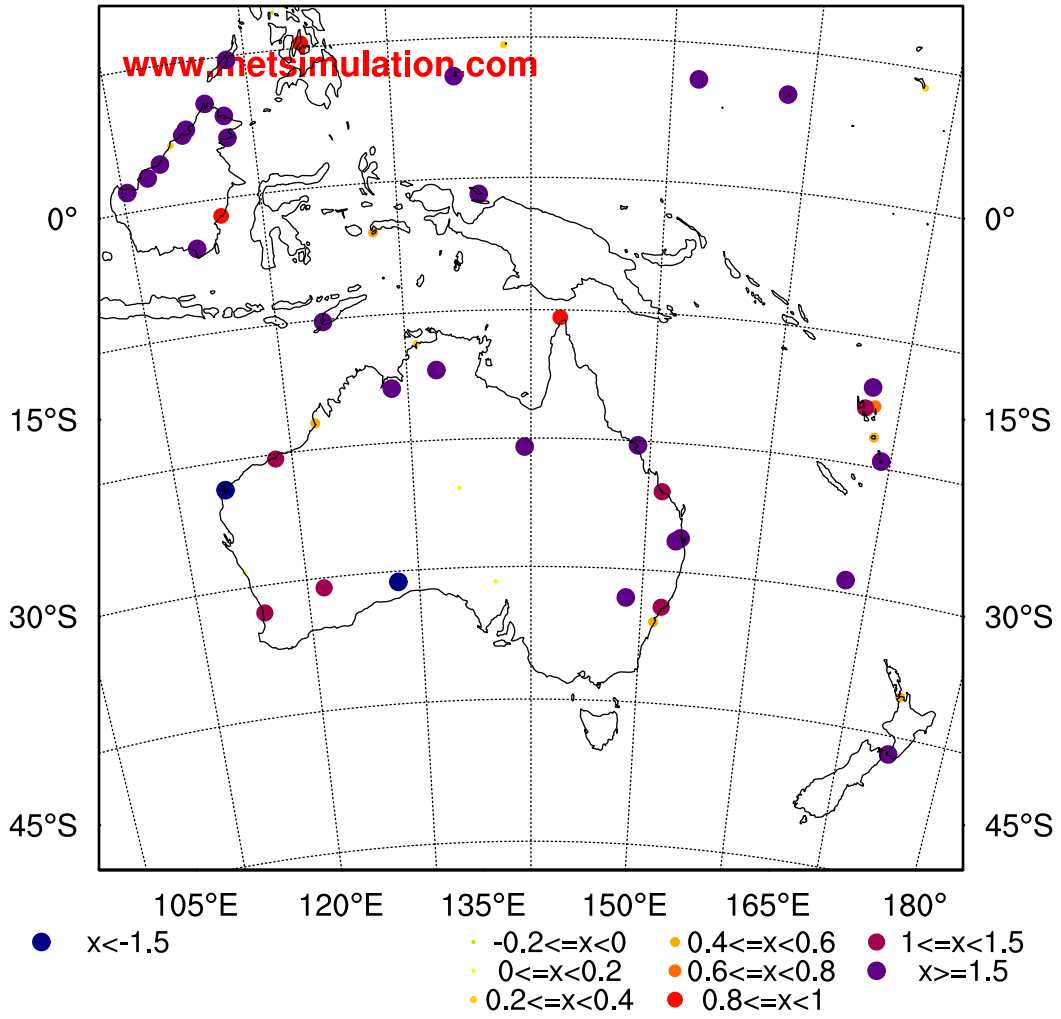 www.metsimulation.com
0° 0°
15°S 15°S
30°S 30°S
45°S 45°S
105°E 120°E 135°E 150°E 165°E 180°
x<-1.5 -0.2<=x<0 0.4<=x<0.6 1<=x<1.5
0<=x<0.2 0.6<=x<0.8 x>=1.5
0.2<=x<0.4 0.8<=x<1